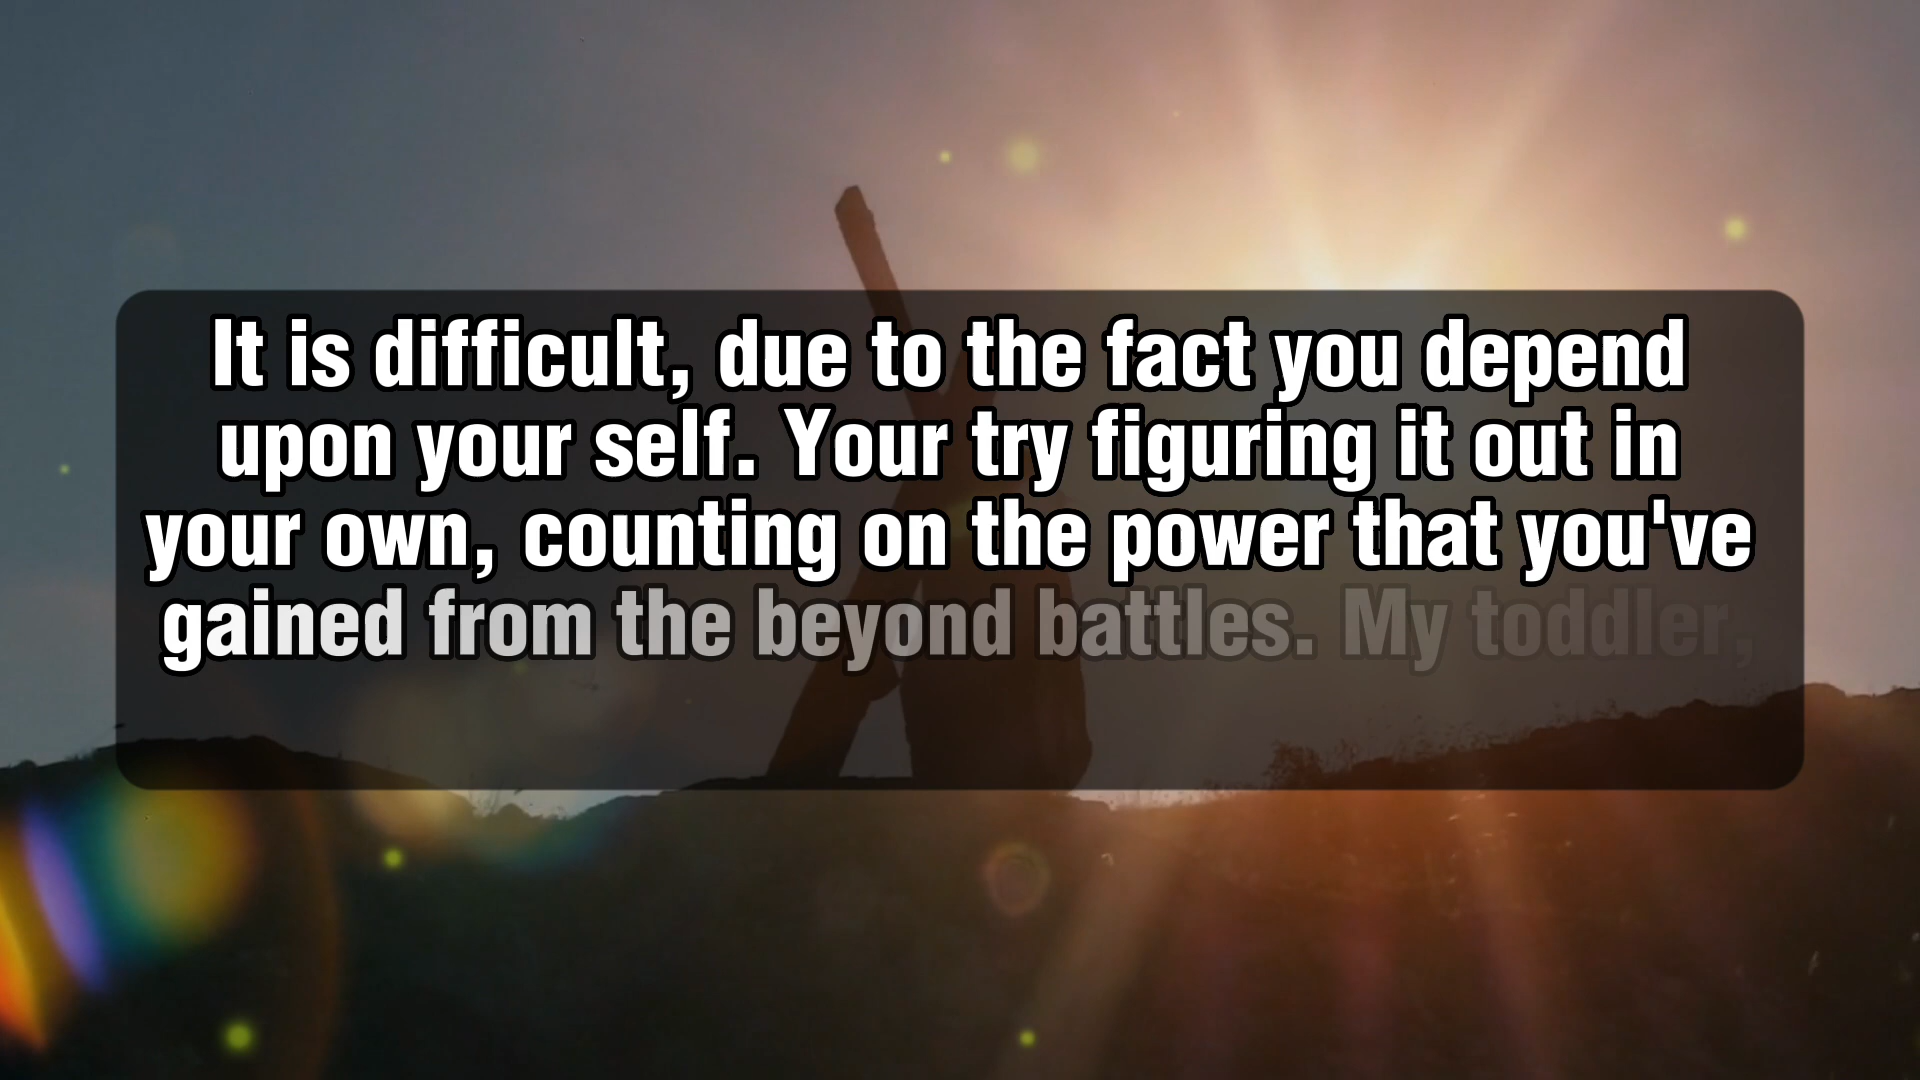 It is difficult, due to the fact you depend
upon your self. Your try figuring it out in
your own, counting on the power that you've
gained from the beyond battles. My toddler,